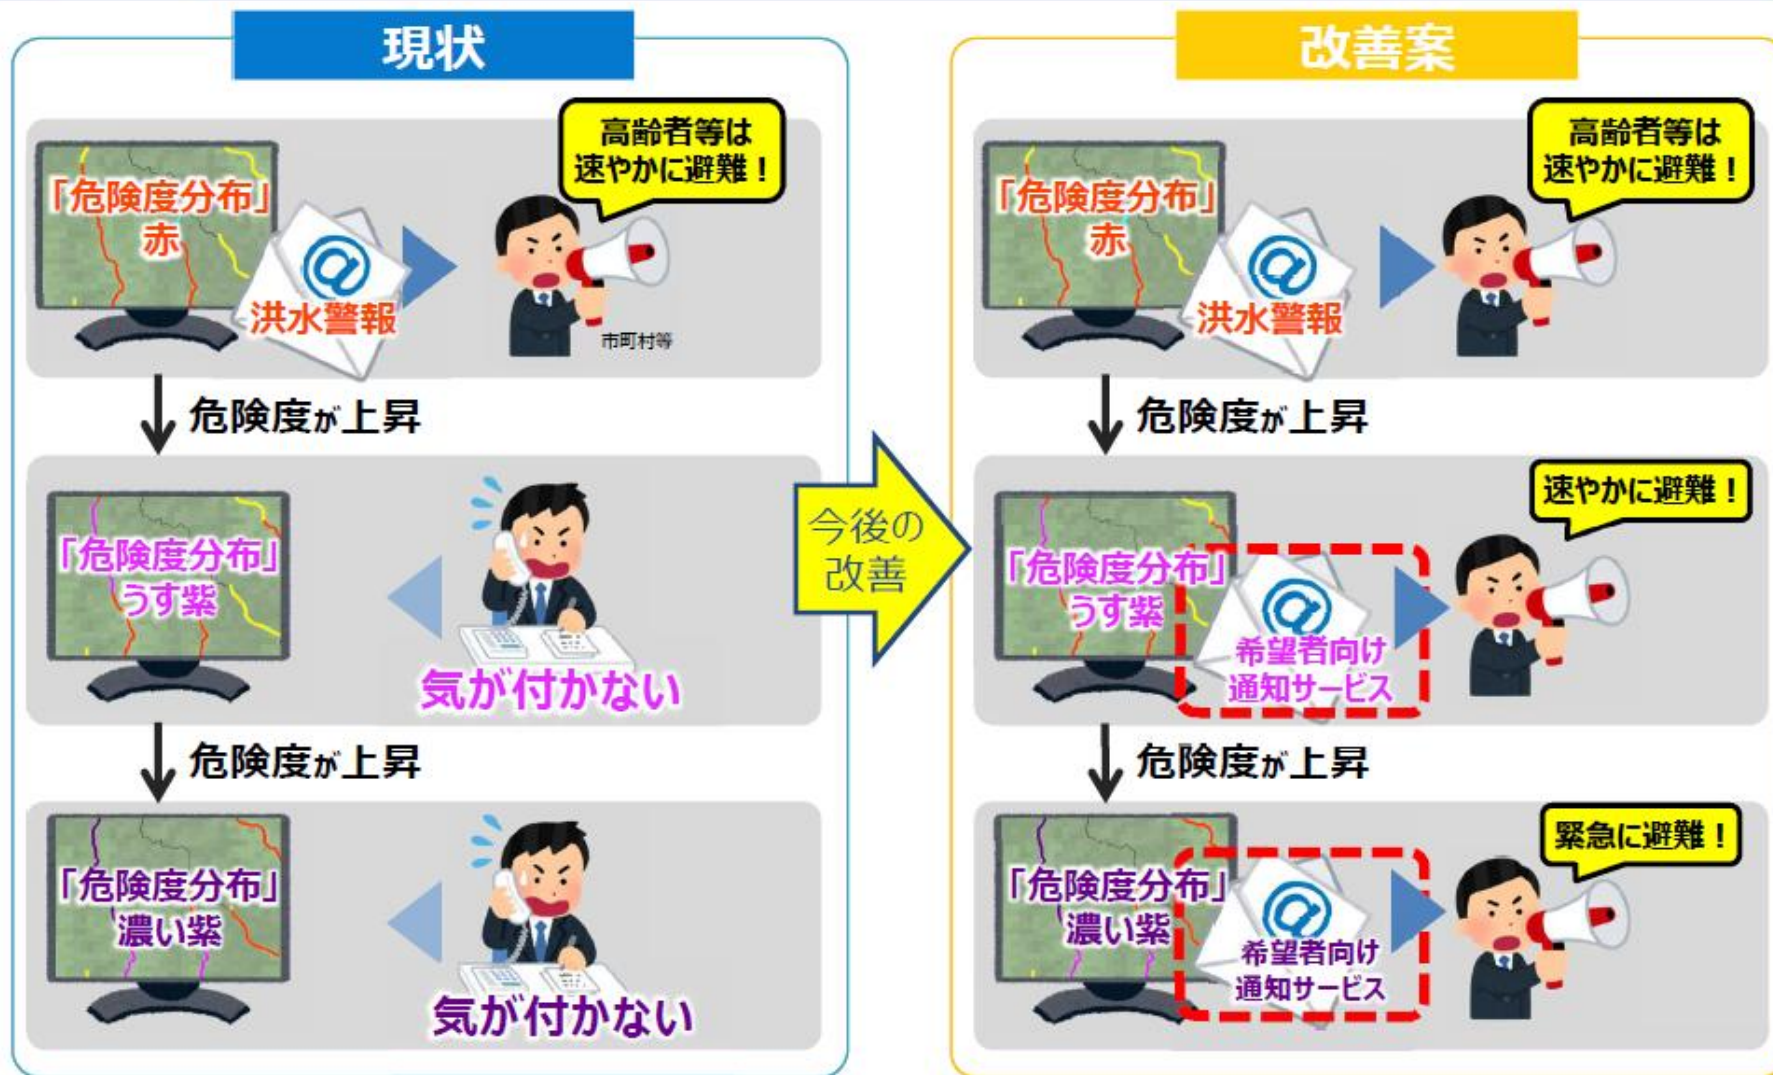 現状
高齢者等は
速やかに避難！
「危険度分布」
赤
@
洪水警報
市町村等
危険度が上昇
「危険度分布」
うす紫
気が付かない
危険度が上昇
「危険度分布」
濃い紫
気が付かない
今後の
改善
改善案
高齢者等は
速やかに避難！
「危険度分布」
赤
@
洪水警報
危険度が上昇
速やかに避難！
「危険度分布」
うす紫
@
希望者向け
通知サービス
危険度が上昇
緊急に避難！
「危険度分布」
濃い紫
@
希望者向け
通知サービス